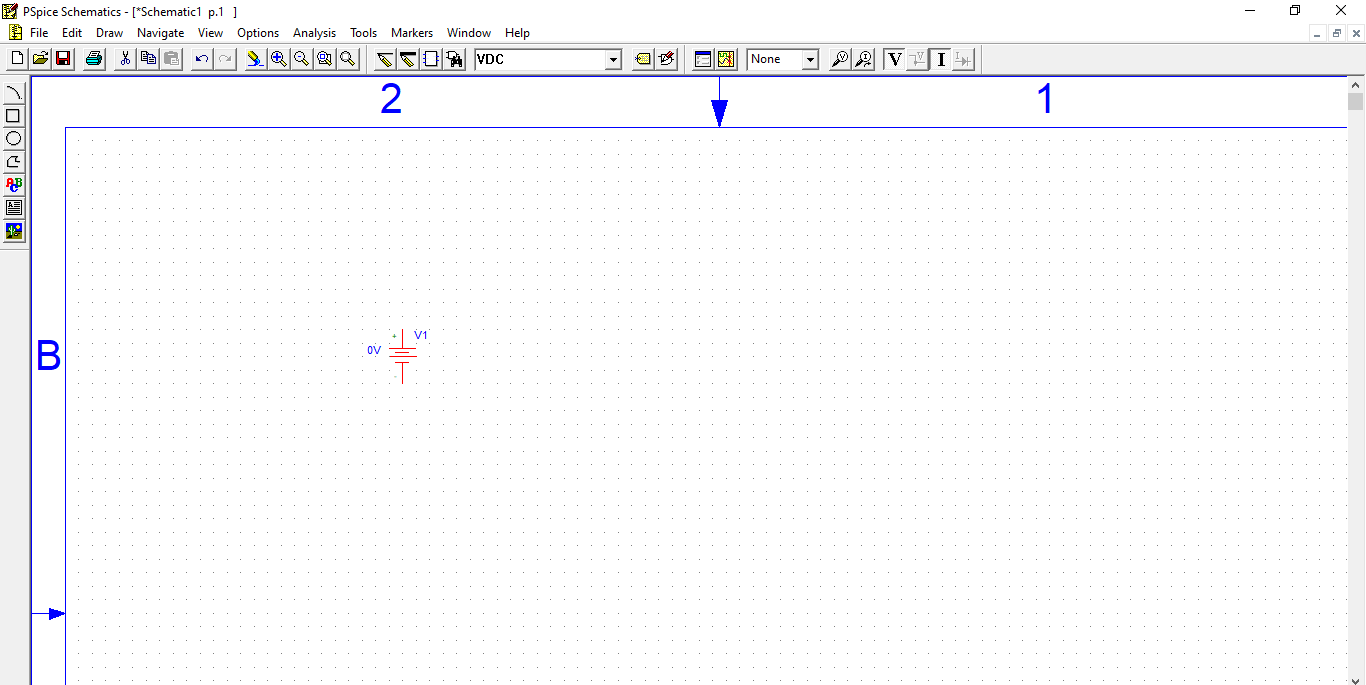 PSpice Schematics - [*Schematic1 p.1 ]
File Edit Draw Navigate View Options Analysis Tools Markers Window Help
VDC None V V I
2 1
ABC
A
+ V1
0V
B
-